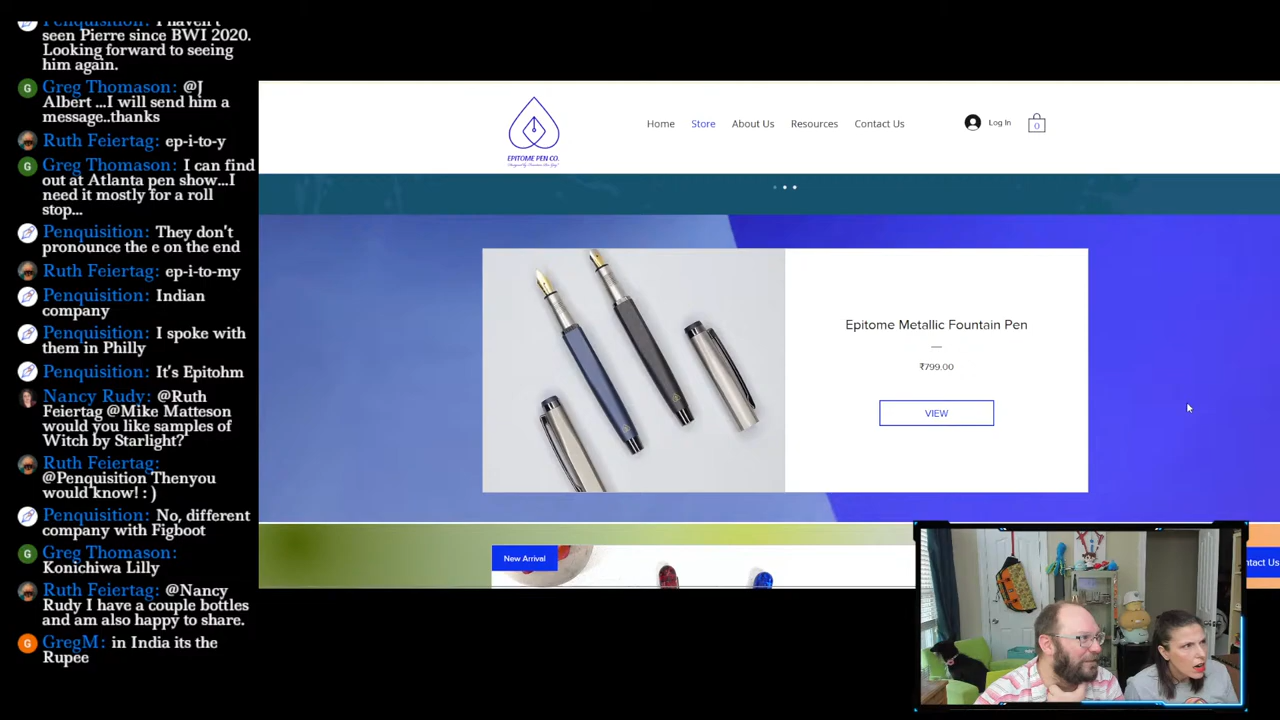 Penquisition: I haven't
seen Pierre since BWI 2020.
Looking forward to seeing
him again.
G Greg Thomason: @J
Albert ...I will send him a
message..thanks
Ruth Feiertag: ep-i-to-y
G Greg Thomason: I can find
out at Atlanta pen show...I
need it mostly for a roll
stop...
Penquisition: They don't
pronounce the e on the end
Ruth Feiertag: ep-i-to-my
Penquisition: Indian
company
Penquisition: I spoke with
them in Philly
Penquisition: It's Epitohm
Nancy Rudy: @Ruth
Feiertag @Mike Matteson
would you like samples of
Witch by Starlight?
Ruth Feiertag:
@Penquisition Thenyou
would know! : )
Penquisition: No, different
company with Figboot
G Greg Thomason:
Konichiwa Lilly
Ruth Feiertag: @Nancy
Rudy I have a couple bottles
and am also happy to share.
G GregM: in India its the
Rupee
EPITOME PEN CO.
Home Store About Us Resources Contact Us Log In 0
Epitome Metallic Fountain Pen
₹799.00
VIEW
New Arrival
ntact Us